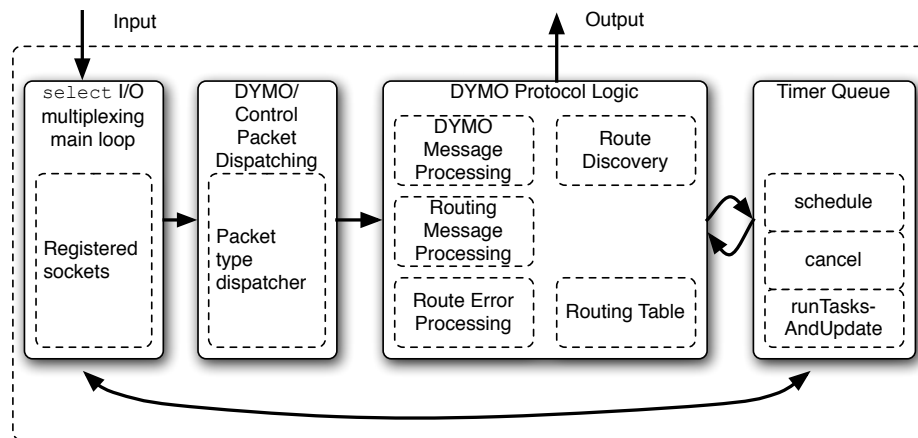 Input
Output
select I/O
multiplexing
main loop
Registered
sockets
DYMO/
Control
Packet
Dispatching
Packet
type
dispatcher
DYMO Protocol Logic
DYMO
Message
Processing
Route
Discovery
Routing
Message
Processing
Route Error
Processing
Routing Table
Timer Queue
schedule
cancel
runTasks-
AndUpdate